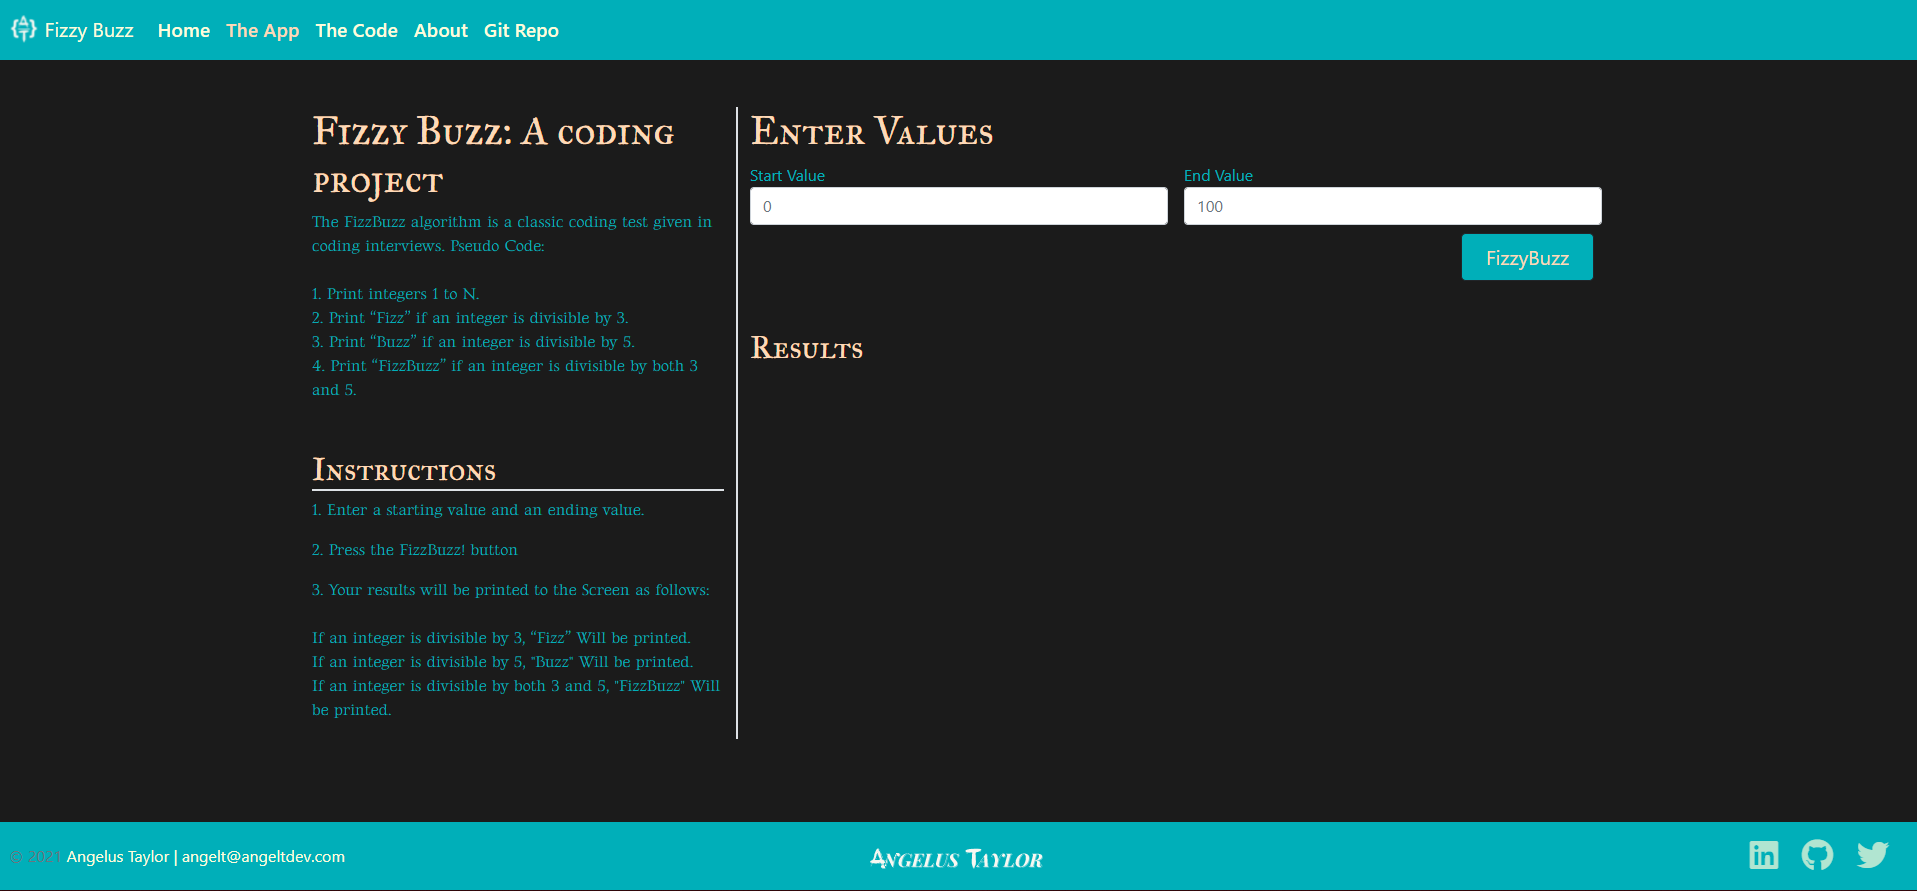 Fizzy Buzz Home The App The Code About Git Repo
Fizzy Buzz: A coding
project
The FizzBuzz algorithm is a classic coding test given in
coding interviews. Pseudo Code:
1. Print integers 1 to N.
2. Print “Fizz” if an integer is divisible by 3.
3. Print “Buzz” if an integer is divisible by 5.
4. Print “FizzBuzz” if an integer is divisible by both 3
and 5.
Instructions
1. Enter a starting value and an ending value.
2. Press the FizzBuzz! button
3. Your results will be printed to the Screen as follows:
If an integer is divisible by 3, “Fizz” Will be printed.
If an integer is divisible by 5, "Buzz" Will be printed.
If an integer is divisible by both 3 and 5, "FizzBuzz" Will
be printed.
Enter Values
Start Value End Value
0 100
FizzyBuzz
Results
© 2021 Angelus Taylor | angelt@angeltdev.com
Angelus Taylor